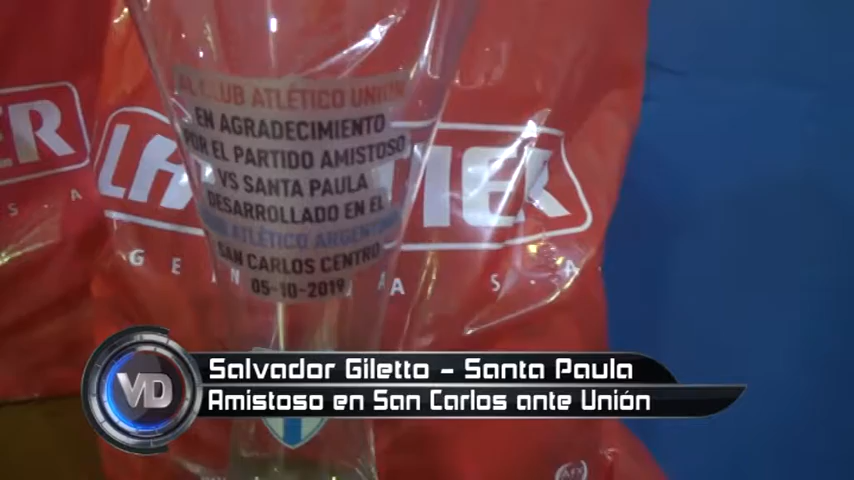 AL CLUB ATLÉTICO UNIÓN
EN AGRADECIMIENTO
POR EL PARTIDO AMISTOSO
VS SANTA PAULA
DESARROLLADO EN EL
ATLÉTICO ARGENTINO
SAN CARLOS CENTRO
05-10-2019
VD
Salvador Giletto - Santa Paula
Amistoso en San Carlos ante Unión